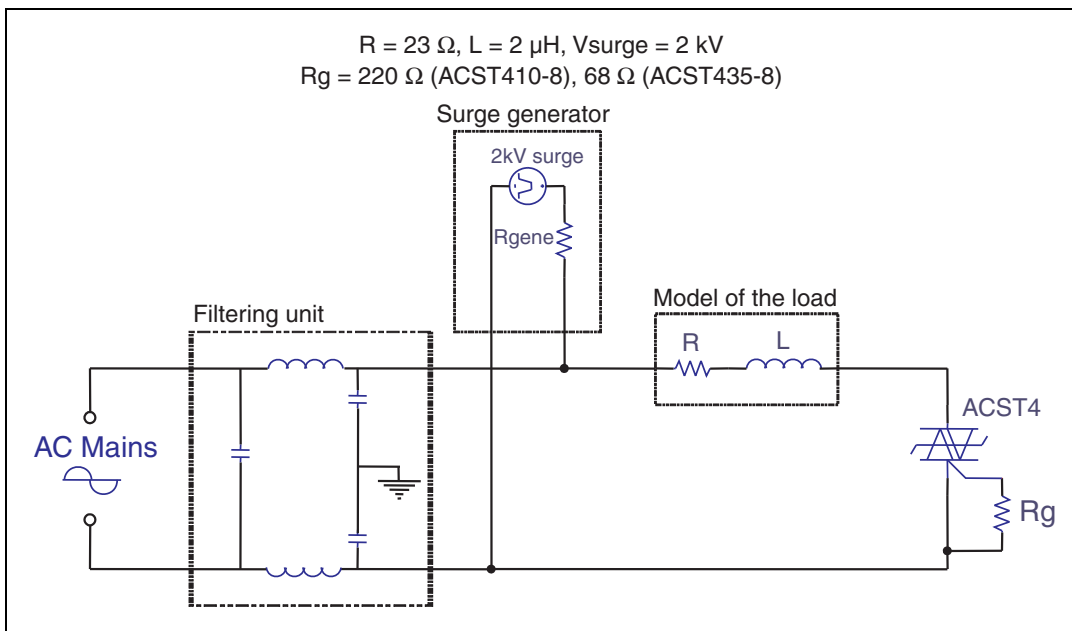 R = 23 Ω, L = 2 µH, Vsurge = 2 kV
Rg = 220 Ω (ACST410-8), 68 Ω (ACST435-8)
Surge generator
2kV surge
Rgene
Model of the load
Filtering unit
R
L
ACST4
AC Mains
Rg